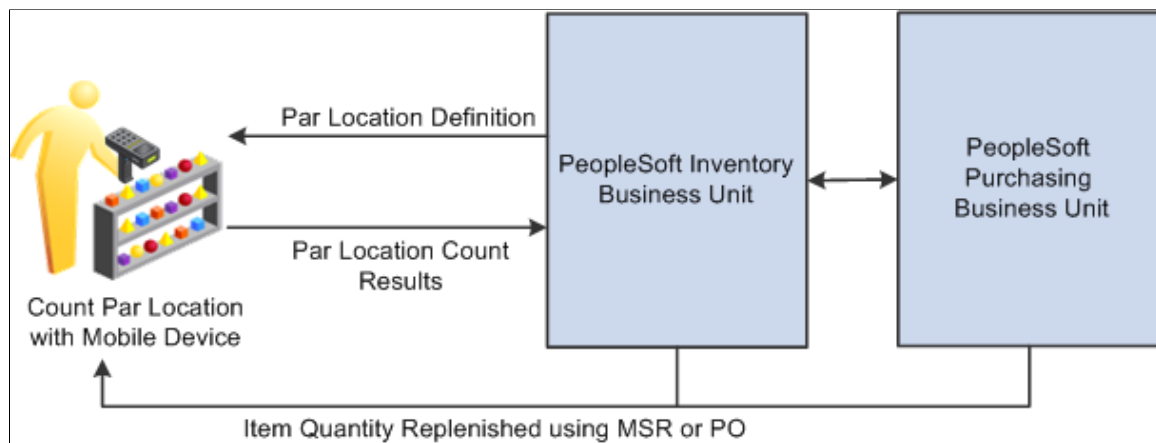 Par Location Definition
PeopleSoft Inventory
Business Unit
PeopleSoft
Purchasing
Business Unit
Par Location Count
Results
Count Par Location
with Mobile Device
Item Quantity Replenished using MSR or PO